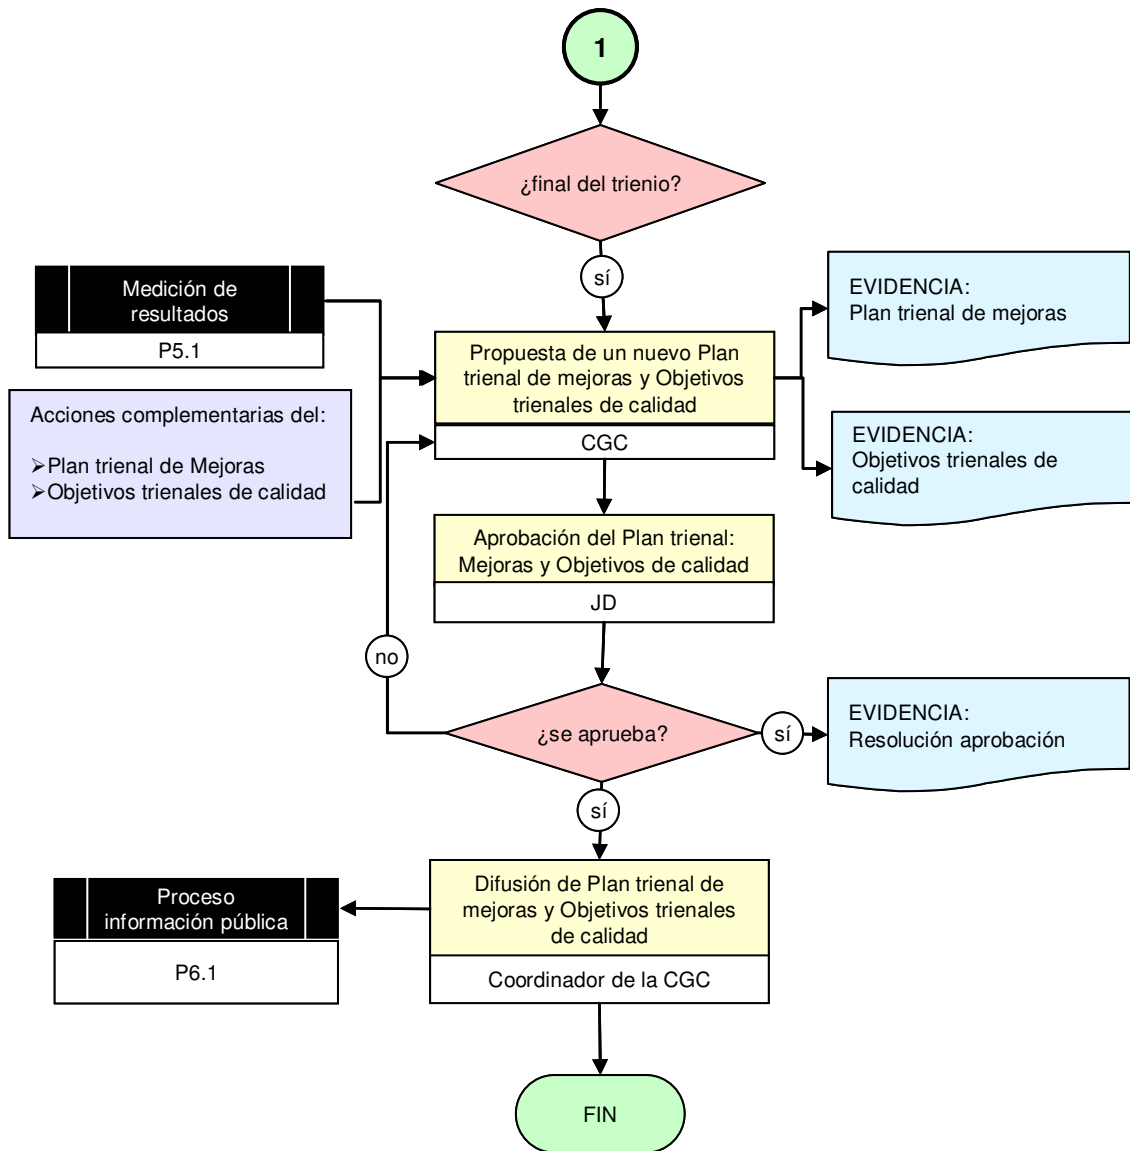 1
¿final del trienio?
sí
Medición de
resultados
P5.1
EVIDENCIA:
Plan trienal de mejoras
Propuesta de un nuevo Plan
trienal de mejoras y Objetivos
trienales de calidad
CGC
Acciones complementarias del:
➢Plan trienal de Mejoras
➢Objetivos trienales de calidad
EVIDENCIA:
Objetivos trienales de
calidad
Aprobación del Plan trienal:
Mejoras y Objetivos de calidad
JD
no
¿se aprueba?
sí
EVIDENCIA:
Resolución aprobación
sí
Difusión de Plan trienal de
mejoras y Objetivos trienales
de calidad
Coordinador de la CGC
Proceso
información pública
P6.1
FIN